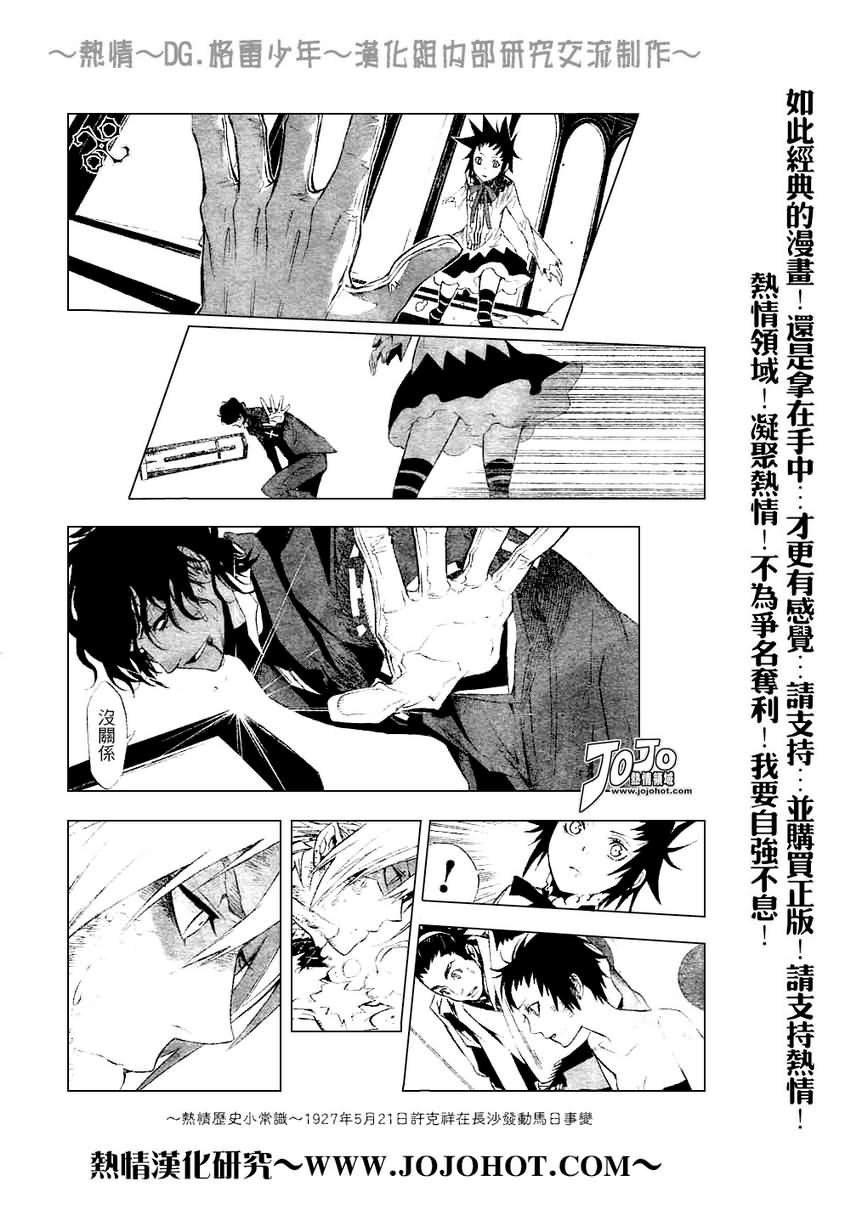 ～熱情～DG.格雷少年～漢化組内部研究交流制作～
如此經典的漫畫！還是拿在手中…才更有感覺…請支持…並購買正版！請支持熱情！
熱情領域！凝聚熱情！不為爭名奪利！我要自強不息！
沒關係
JOJO
熱情領域
www.jojohot.com
！
～熱情歷史小常識～1927年5月21日許克祥在長沙發動馬日事變
熱情漢化研究～WWW.JOJOHOT.COM～